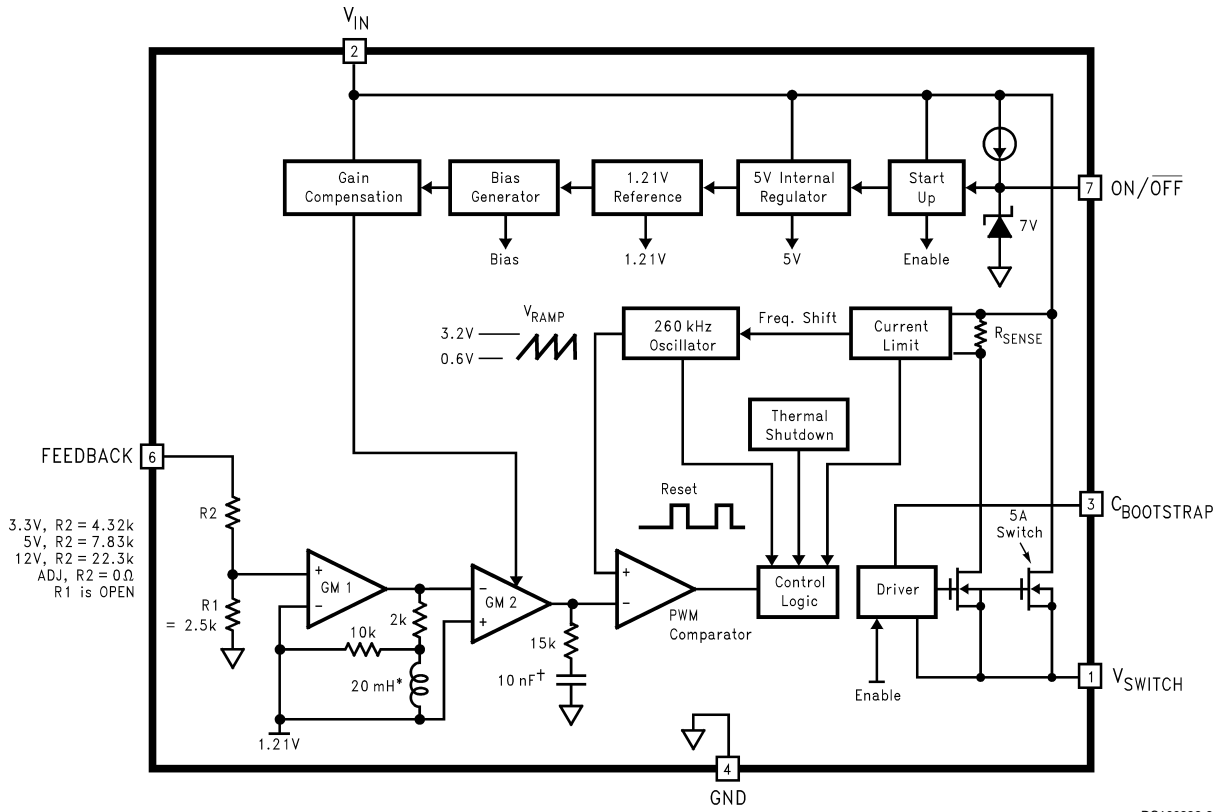 V_IN
2
Gain
Compensation
Bias
Generator
1.21V
Reference
5V Internal
Regulator
Start
Up
7
ON/OFF
7V
Bias
1.21V
5V
Enable
V_RAMP
3.2V
0.6V
260 kHz
Oscillator
Freq. Shift
Current
Limit
R_SENSE
Thermal
Shutdown
FEEDBACK
6
R2
3.3V, R2 = 4.32k
5V, R2 = 7.83k
12V, R2 = 22.3k
ADJ, R2 = 0Ω
R1 is OPEN
R1
= 2.5k
Reset
3
C_BOOTSTRAP
5A
Switch
+
−
GM 1
2k
10k
20 mH*
1.21V
−
+
GM 2
15k
10 nF†
+
−
PWM
Comparator
Control
Logic
Driver
Enable
1
V_SWITCH
4
GND